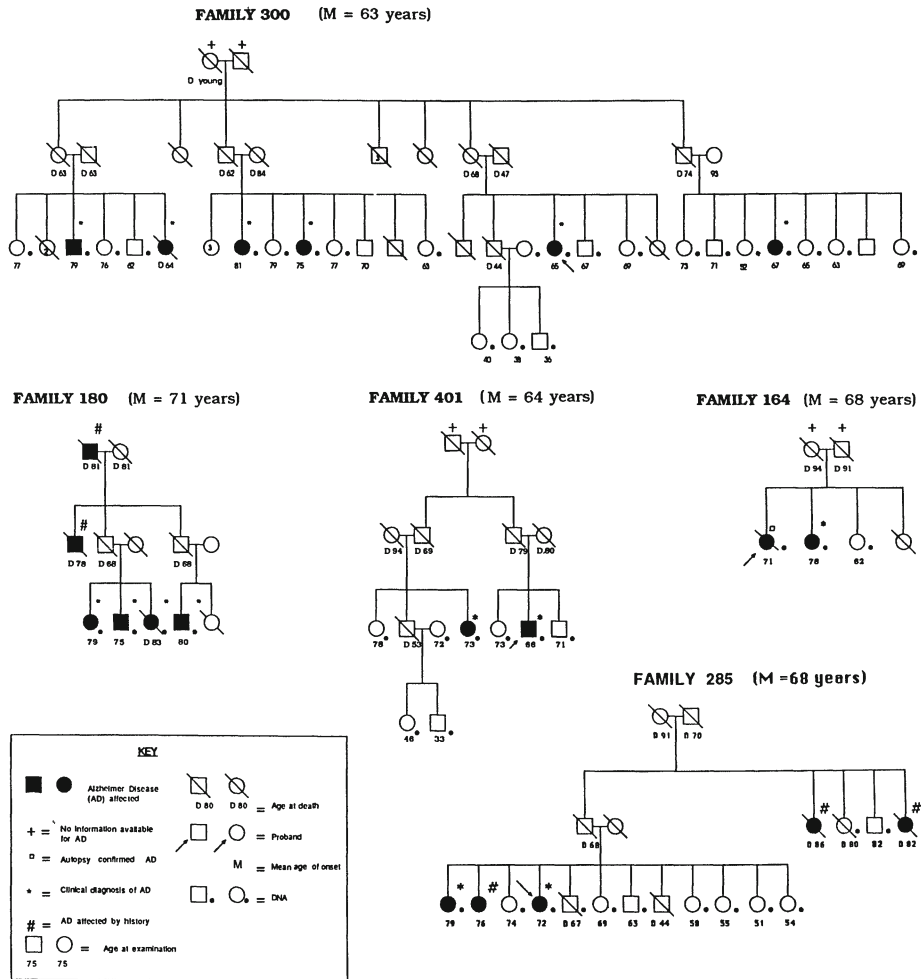 FAMILY 300 (M = 63 years)
+ +
D young
D 63 D 63 D 62 D 84 D 68 D 47 D 74 93
* * * * * *
77 79 76 62 D 64 3 81 79 75 77 70 63 D 44 65 67 69 73 71 52 67 65 63 69
40 38 36
FAMILY 180 (M = 71 years)
#
D 81 D 81
#
D 78 D 68 D 68
* * * *
79 75 D 83 80
FAMILY 401 (M = 64 years)
+ +
D 94 D 69 D 79 D 80
* *
78 D 53 72 73 73 66 71
46 33
FAMILY 164 (M = 68 years)
+ +
D 94 D 91
*
71 78 62
FAMILY 285 (M =68 years)
D 91 D 70
# #
D 68 D 86 D 80 82 D 82
* # *
79 76 74 72 D 67 69 63 D 44 58 55 51 54
KEY
Alzheimer Disease
(AD) affected
D 80 D 80 = Age at death
+ = No Information available
for AD
= Proband
= Autopsy confirmed AD
M = Mean age of onset
* = Clinical diagnosis of AD
= DNA
# = AD affected by history
= Age at examination
75 75